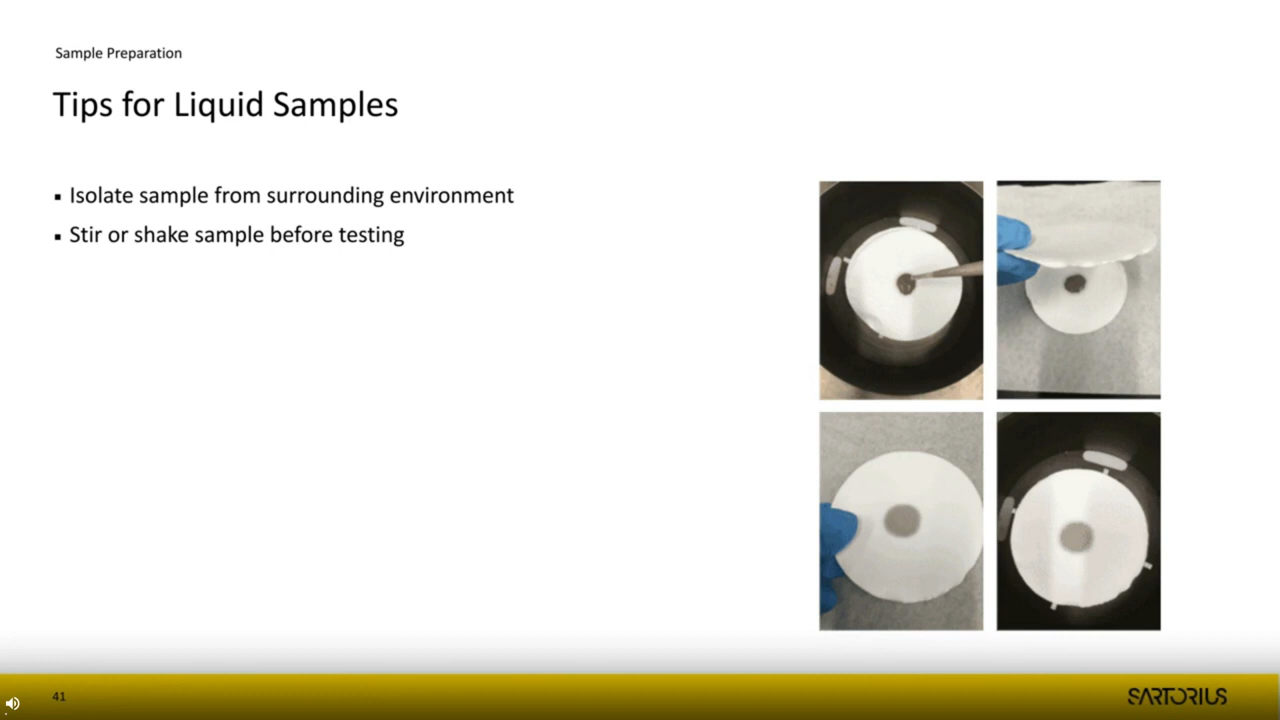 Sample Preparation
Tips for Liquid Samples
▪ Isolate sample from surrounding environment
▪ Stir or shake sample before testing
41
SARTORIUS